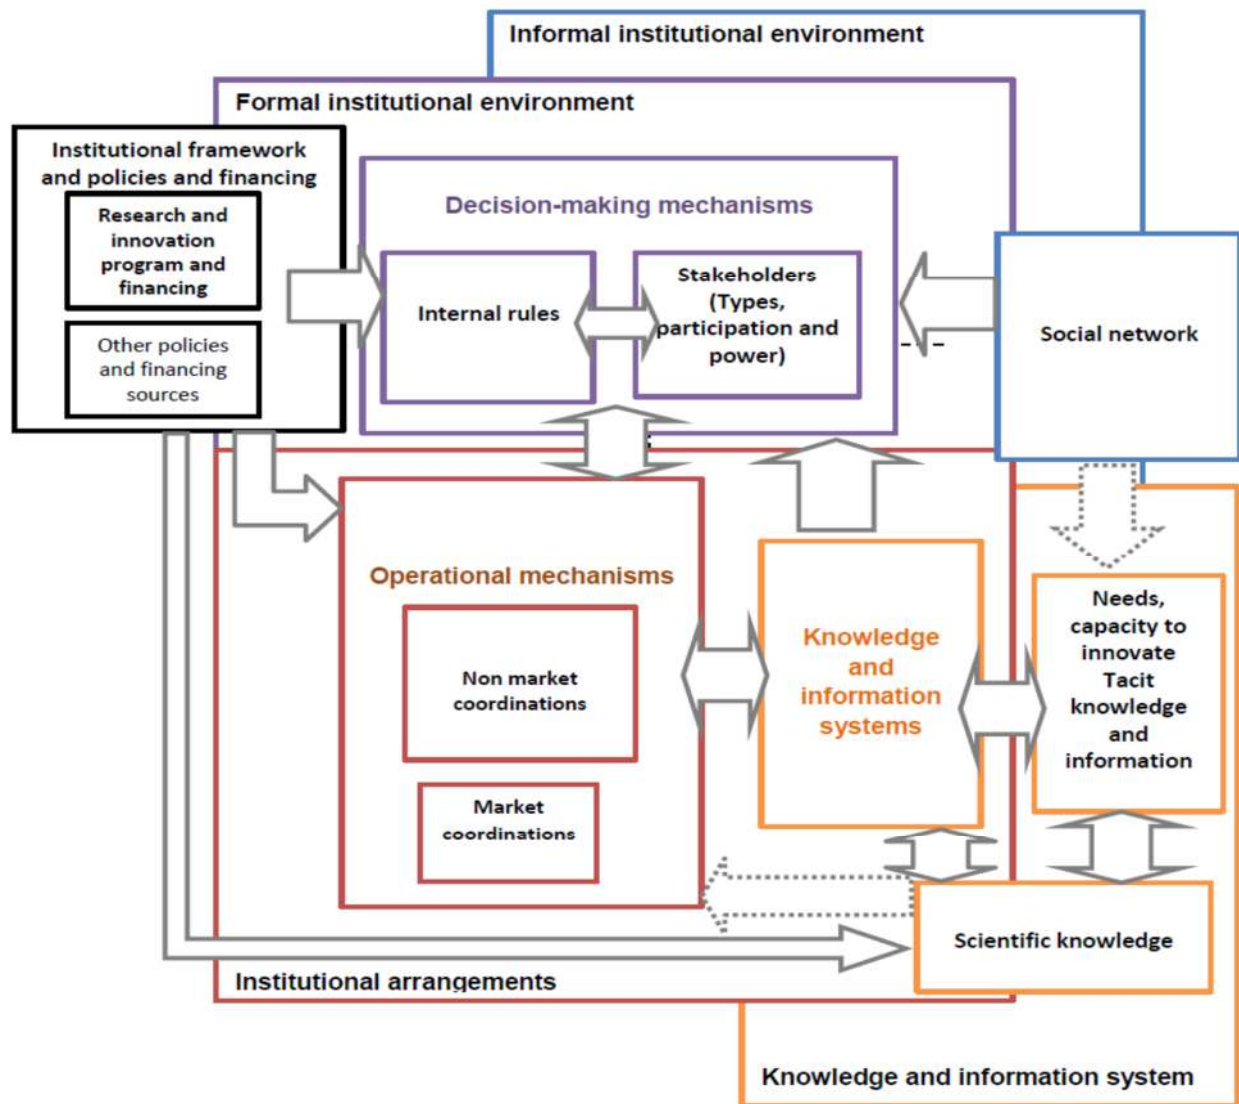 Informal institutional environment
Formal institutional environment
Institutional framework
and policies and financing
Research and
innovation
program and
financing
Other policies
and financing
sources
Decision-making mechanisms
Internal rules
Stakeholders
(Types,
participation and
power)
Social network
Operational mechanisms
Non market
coordinations
Market
coordinations
Knowledge
and
information
systems
Needs,
capacity to
innovate
Tacit
knowledge
and
information
Scientific knowledge
Institutional arrangements
Knowledge and information system